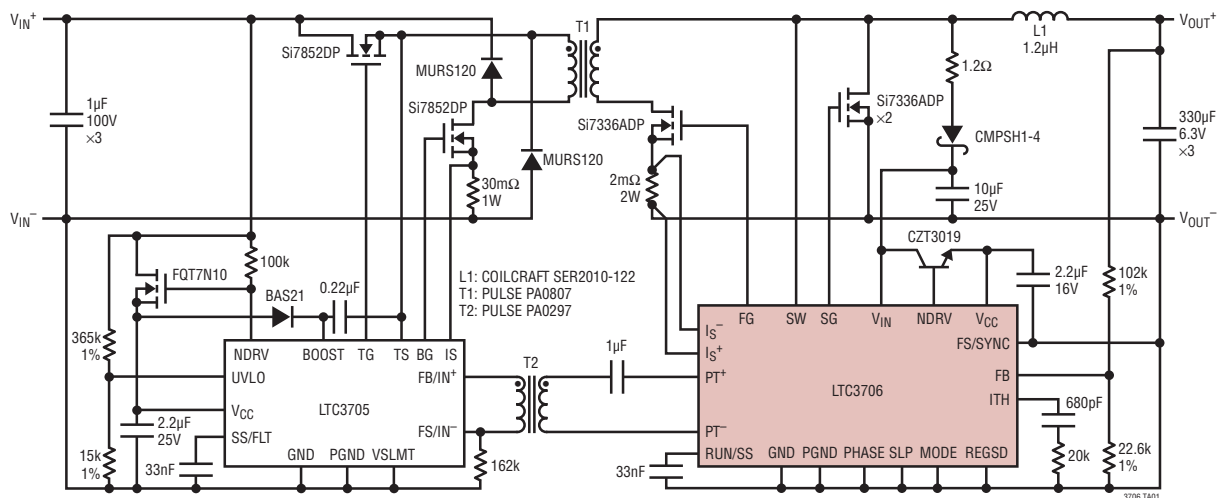 VIN+
VIN−
1µF
100V
×3
Si7852DP
MURS120
Si7852DP
30mΩ
1W
MURS120
T1
Si7336ADP
2mΩ
2W
Si7336ADP
×2
1.2Ω
CMPSH1-4
10µF
25V
L1
1.2µH
VOUT+
330µF
6.3V
×3
VOUT−
FQT7N10
100k
BAS21
0.22µF
L1: COILCRAFT SER2010-122
T1: PULSE PA0807
T2: PULSE PA0297
CZT3019
2.2µF
16V
102k
1%
365k
1%
NDRV
BOOST
TG
TS
BG
IS
UVLO
FB/IN+
LTC3705
VCC
SS/FLT
FS/IN−
GND
PGND
VSLMT
2.2µF
25V
15k
1%
33nF
162k
T2
1µF
IS−
IS+
FG
SW
SG
VIN
NDRV
VCC
FS/SYNC
PT+
FB
LTC3706
ITH
PT−
RUN/SS
GND
PGND
PHASE
SLP
MODE
REGSD
33nF
680pF
20k
22.6k
1%
3706 TA01